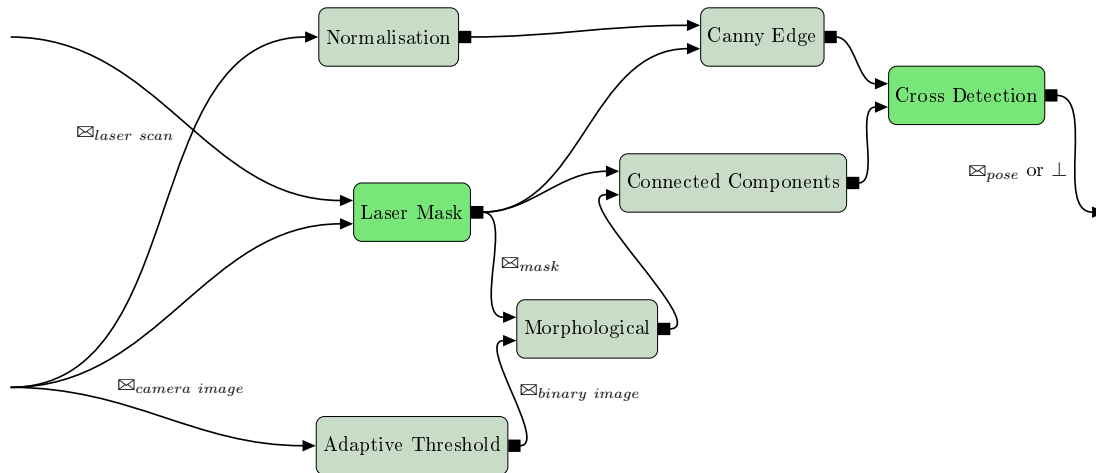 Normalisation
Canny Edge
Cross Detection
✉laser scan
✉pose or ⊥
Connected Components
Laser Mask
✉mask
Morphological
✉camera image
✉binary image
Adaptive Threshold